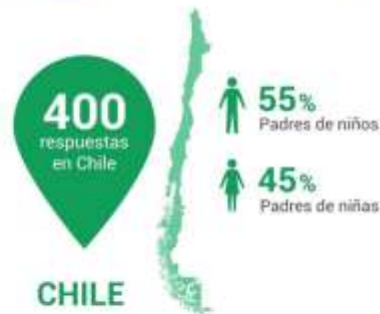 400
respuestas
en Chile
55%
Padres de niños
45%
Padres de niñas
CHILE